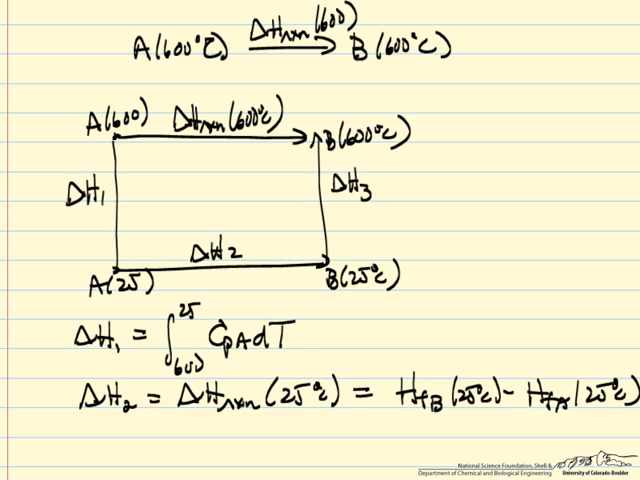 A(600°C) ΔHrxn(600) B(600°C)
A(600) ΔHrxn(600°C) B(600°C)
ΔH1 ΔH3
ΔH2
A(25) B(25°C)
ΔH1 = ∫ 25 600 CpA dT
ΔH2 = ΔHrxn(25°C) = HfB(25°C) - HfA(25°C)
National Science Foundation, Shell &
Department of Chemical and Biological Engineering University of Colorado-Boulder